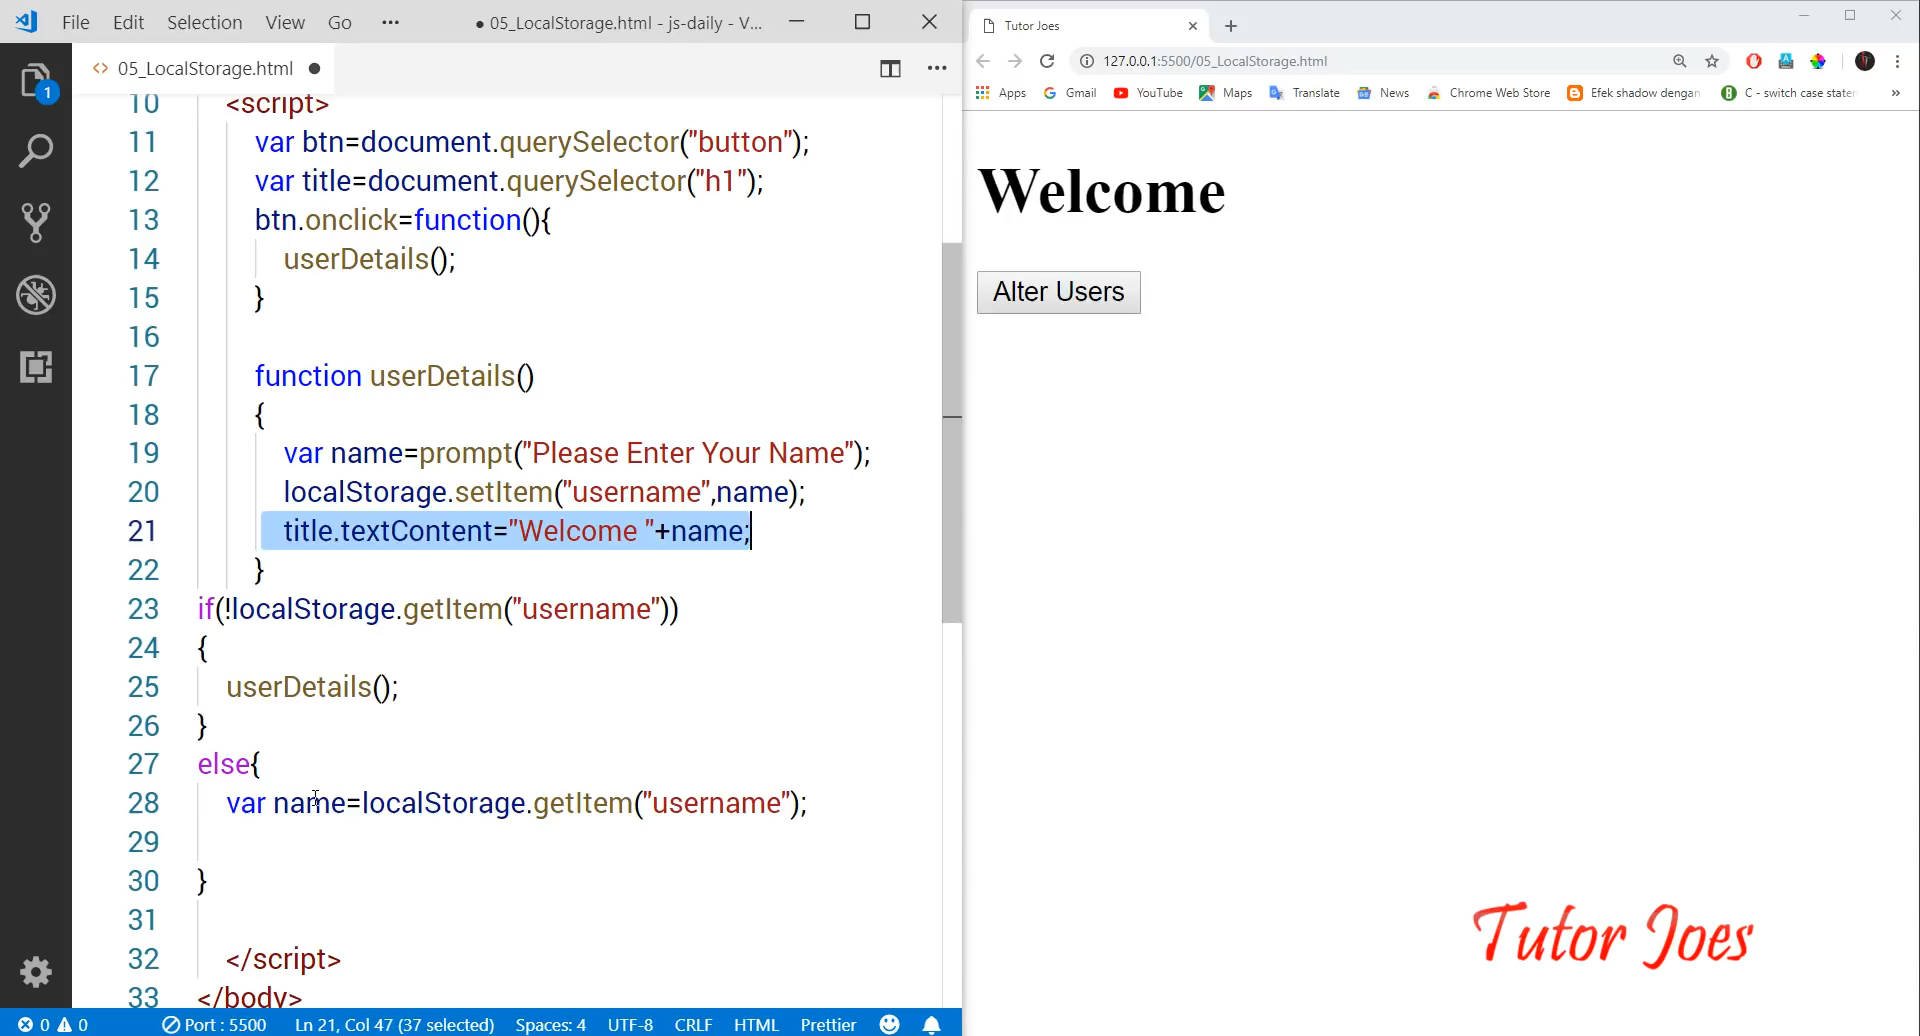 File Edit Selection View Go ··· ● 05_LocalStorage.html - js-daily - V...
05_LocalStorage.html ●
10 <script>
11 var btn=document.querySelector("button");
12 var title=document.querySelector("h1");
13 btn.onclick=function(){
14 userDetails();
15 }
16
17 function userDetails()
18 {
19 var name=prompt("Please Enter Your Name");
20 localStorage.setItem("username",name);
21 title.textContent="Welcome "+name;
22 }
23 if(!localStorage.getItem("username"))
24 {
25 userDetails();
26 }
27 else{
28 var name=localStorage.getItem("username");
29
30 }
31
32 </script>
33 </body>
1
0 0 Port : 5500 Ln 21, Col 47 (37 selected) Spaces: 4 UTF-8 CRLF HTML Prettier
Tutor Joes
127.0.0.1:5500/05_LocalStorage.html
Apps Gmail YouTube Maps Translate News Chrome Web Store Efek shadow dengan C - switch case stater »
Welcome
Alter Users
Tutor Joes